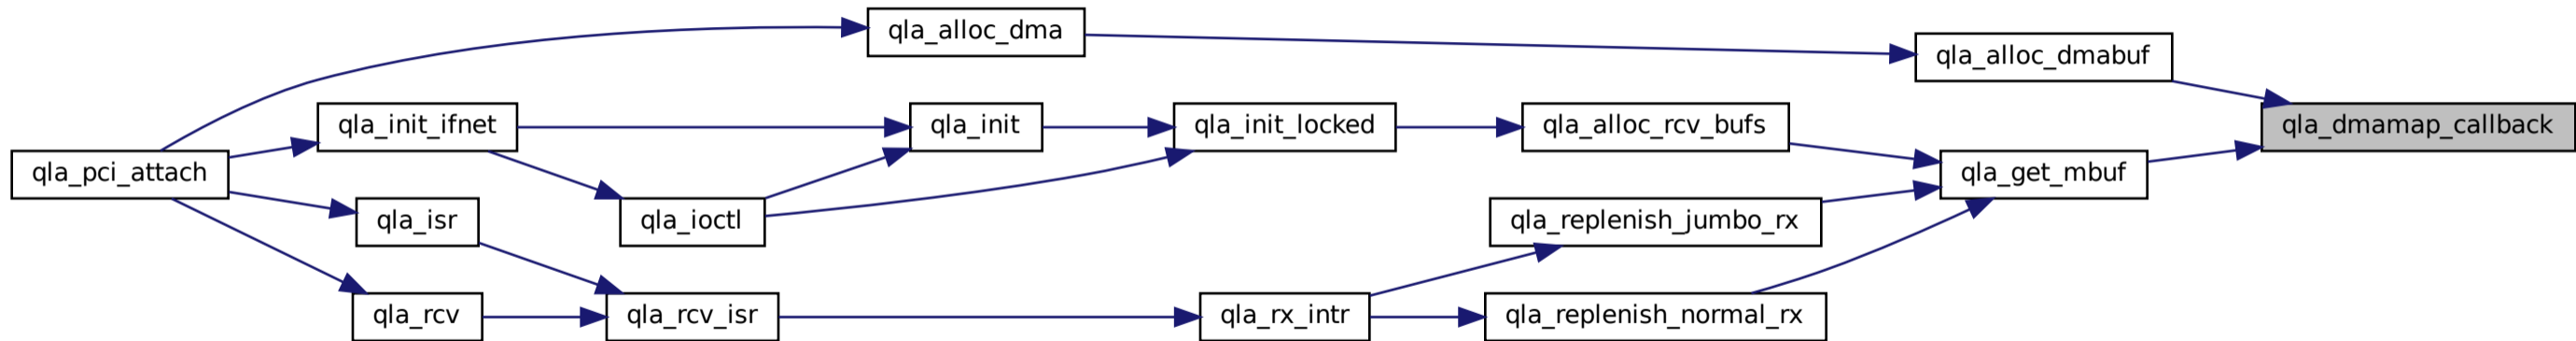 qla_alloc_dma
qla_alloc_dmabuf
qla_init_ifnet
qla_init
qla_init_locked
qla_alloc_rcv_bufs
qla_dmamap_callback
qla_pci_attach
qla_get_mbuf
qla_isr
qla_ioctl
qla_replenish_jumbo_rx
qla_rcv
qla_rcv_isr
qla_rx_intr
qla_replenish_normal_rx